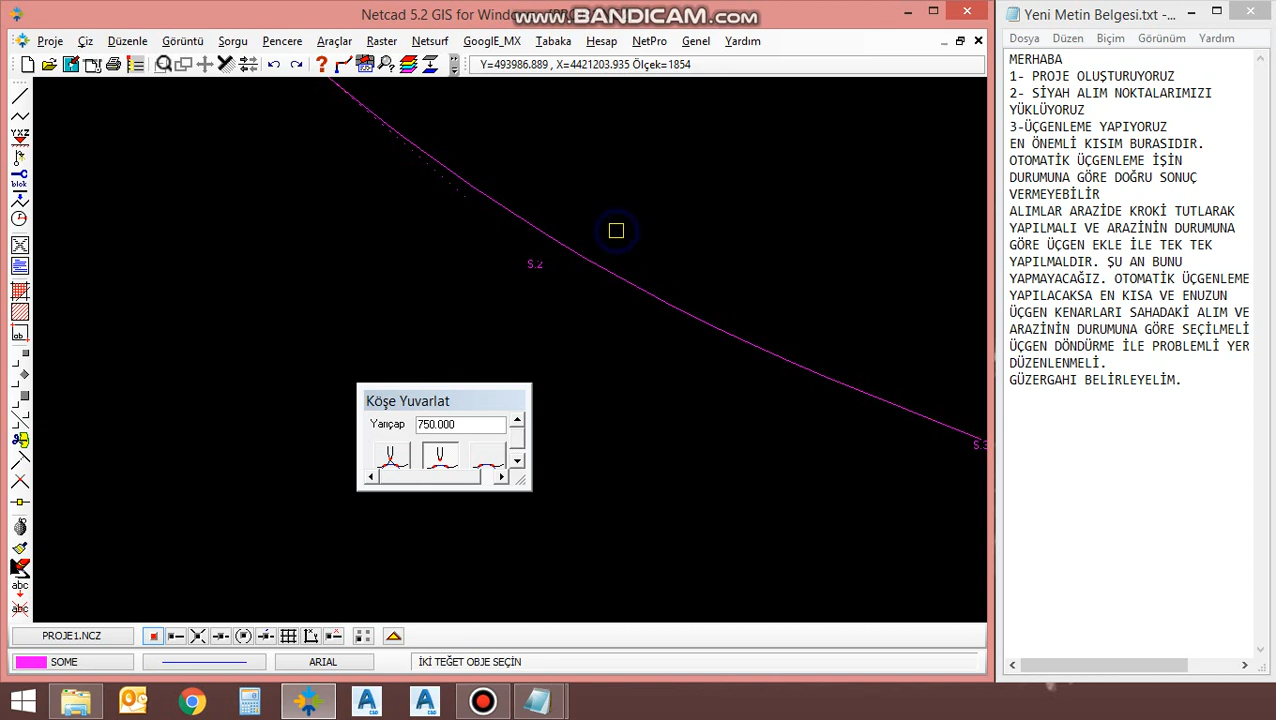 Netcad 5.2 GIS for Windo
www.BANDICAM.com
Proje Çiz Düzenle Görüntü Sorgu Pencere Araçlar Raster Netsurf GooglE_MX Tabaka Hesap NetPro Genel Yardım
Y=493986.889 , X=4421203.935 Ölçek=1854
YXZ
blok
ab
abc
abc
S.2
S.3
Köşe Yuvarlat
Yarıçap 750.000
PROJE1.NCZ
SOME ARIAL İKİ TEĞET OBJE SEÇİN
Yeni Metin Belgesi.txt -...
Dosya Düzen Biçim Görünüm Yardım
MERHABA
1- PROJE OLUŞTURUYORUZ
2- SİYAH ALIM NOKTALARIMIZI
YÜKLÜYORUZ
3-ÜÇGENLEME YAPIYORUZ
EN ÖNEMLİ KISIM BURASIDIR.
OTOMATİK ÜÇGENLEME İŞİN
DURUMUNA GÖRE DOĞRU SONUÇ
VERMEYEBİLİR
ALIMLAR ARAZİDE KROKİ TUTLARAK
YAPILMALI VE ARAZİNİN DURUMUNA
GÖRE ÜÇGEN EKLE İLE TEK TEK
YAPILMALDIR. ŞU AN BUNU
YAPMAYACAĞIZ. OTOMATİK ÜÇGENLEME
YAPILACAKSA EN KISA VE ENUZUN
ÜÇGEN KENARLARI SAHADAKİ ALIM VE
ARAZİNİN DURUMUNA GÖRE SEÇİLMELİ
ÜÇGEN DÖNDÜRME İLE PROBLEMLİ YER
DÜZENLENMELİ.
GÜZERGAHI BELİRLEYELİM.